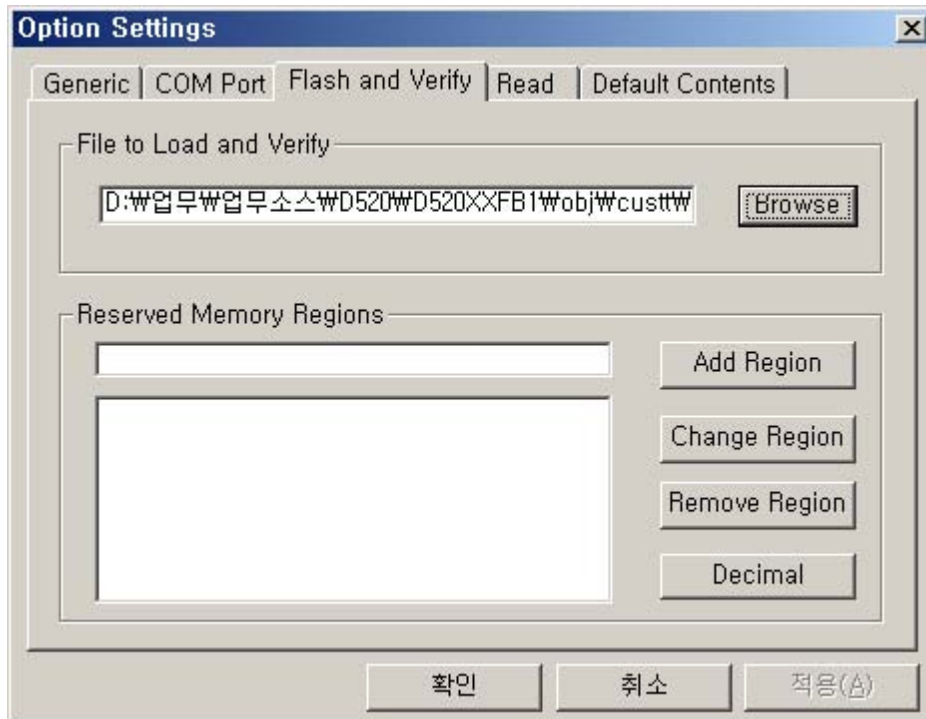 Option Settings
Generic COM Port Flash and Verify Read Default Contents
File to Load and Verify
D:₩업무₩업무소스₩D520₩D520XXFB1₩obj₩custt₩
Browse
Reserved Memory Regions
Add Region
Change Region
Remove Region
Decimal
확인 취소 적용(A)